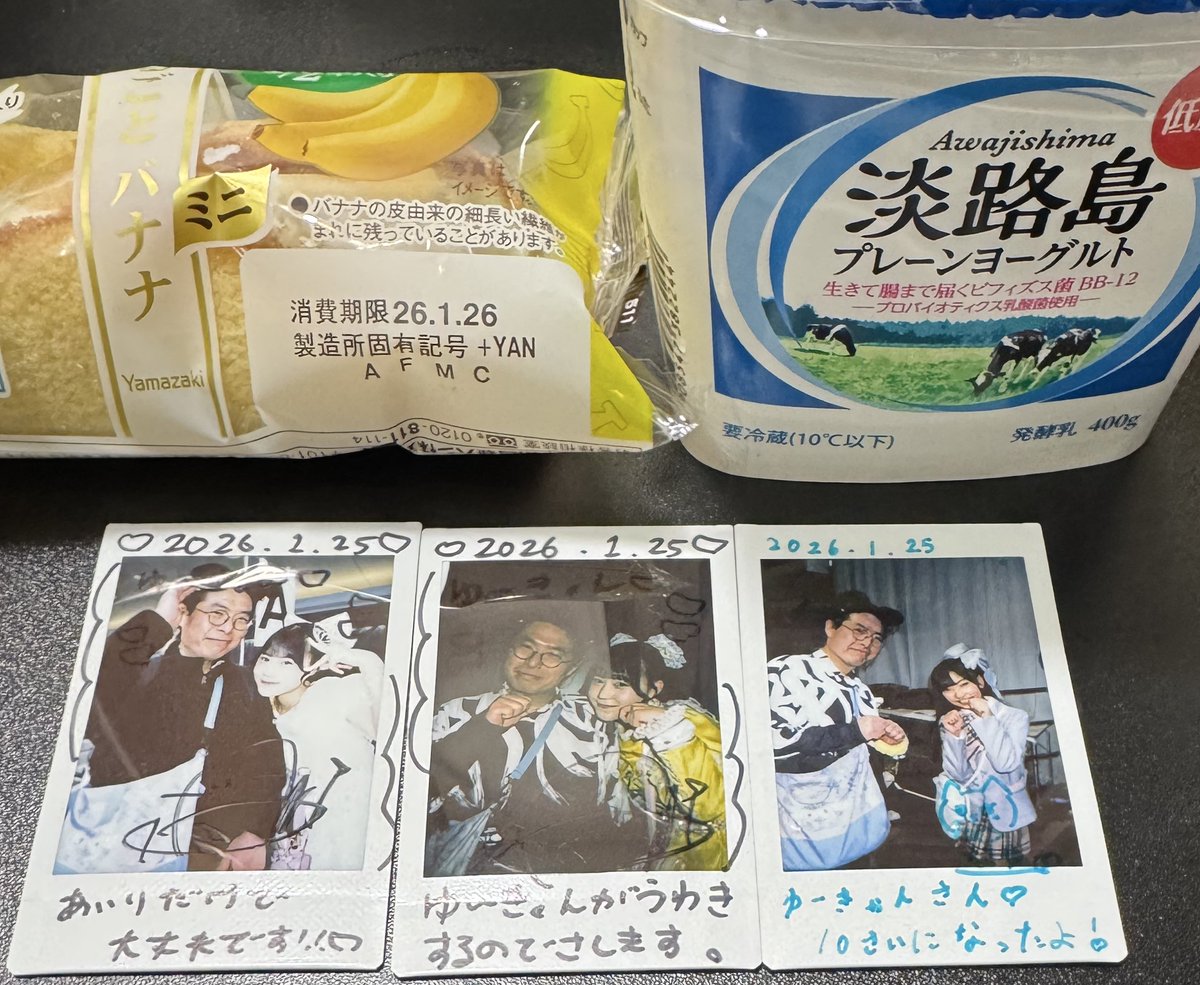 ごとバナナ
ミニ
Yamazaki
イメージです
●バナナの皮由来の細長い繊維が
まれに残っていることがあります。
消費期限 26.1.26
製造所固有記号 +YAN
A F M C
0120-811-114
Awajishima
淡路島
プレーンヨーグルト
生きて腸まで届くビフィズス菌 BB-12
―プロバイオティクス乳酸菌使用―
要冷蔵(10℃以下)
発酵乳 400g
低
♡2026.1.25♡
あいりだけで
大丈夫です!!♡
♡2026.1.25♡
ゆーきゃんがうわき
するのでさします。
2026.1.25
ゆーきゃんさん♡
10さいになったよ!